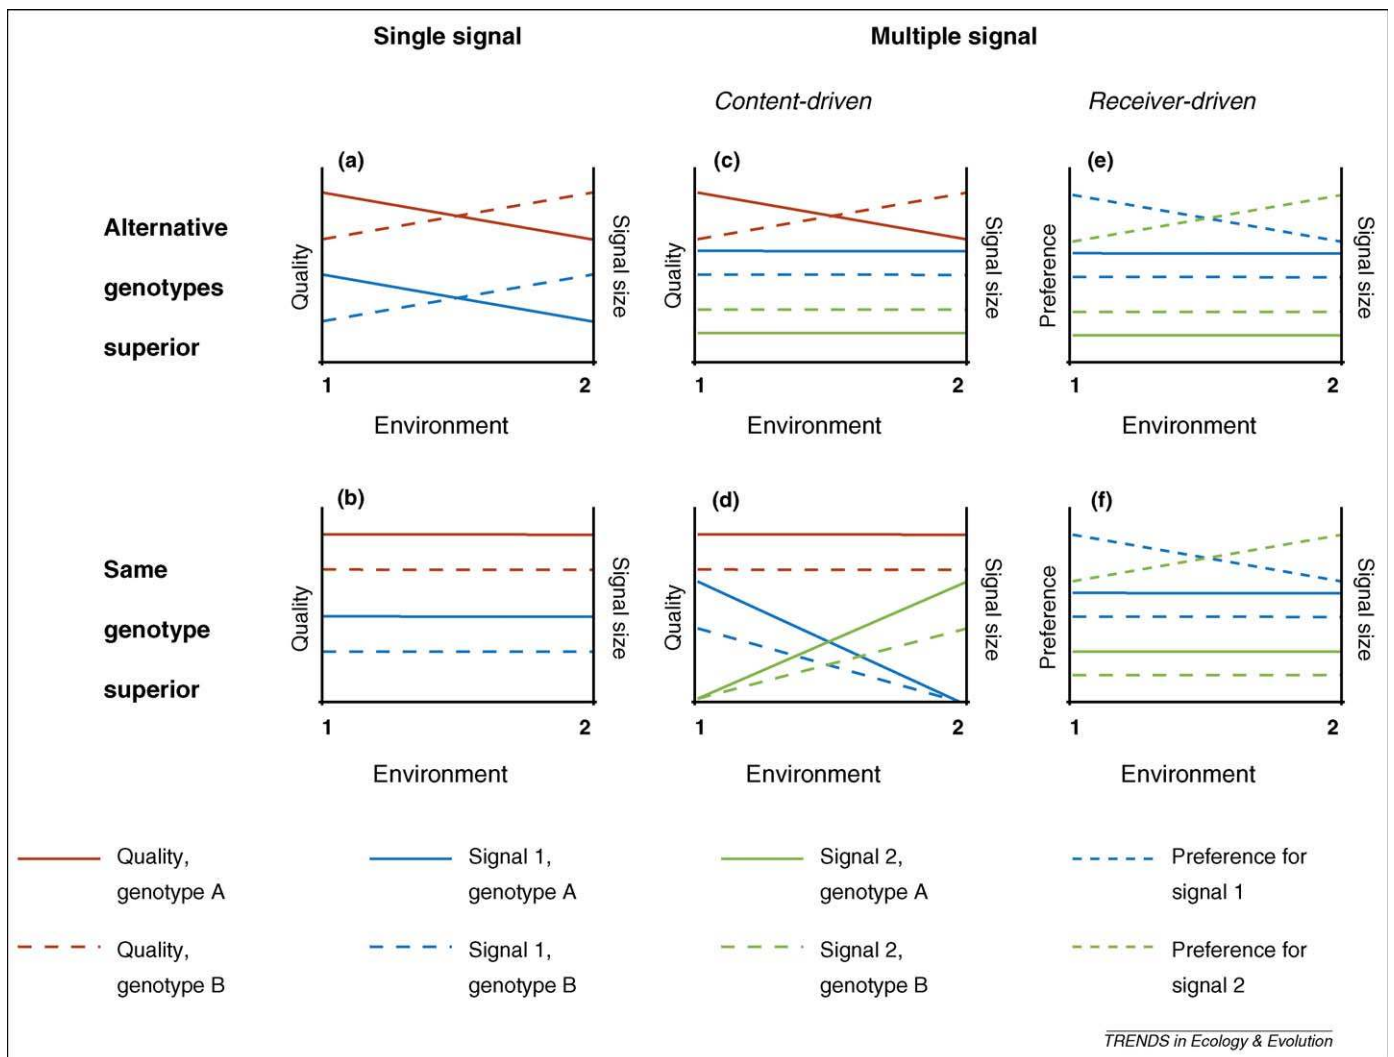 Single signal
Multiple signal
Content-driven
Receiver-driven
Alternative
genotypes
superior
(a)
Quality
Signal size
1
2
Environment
(c)
Quality
Signal size
1
2
Environment
(e)
Preference
Signal size
1
2
Environment
Same
genotype
superior
(b)
Quality
Signal size
1
2
Environment
(d)
Quality
Signal size
1
2
Environment
(f)
Preference
Signal size
1
2
Environment
Quality,
genotype A
Signal 1,
genotype A
Signal 2,
genotype A
Preference for
signal 1
Quality,
genotype B
Signal 1,
genotype B
Signal 2,
genotype B
Preference for
signal 2
TRENDS in Ecology & Evolution